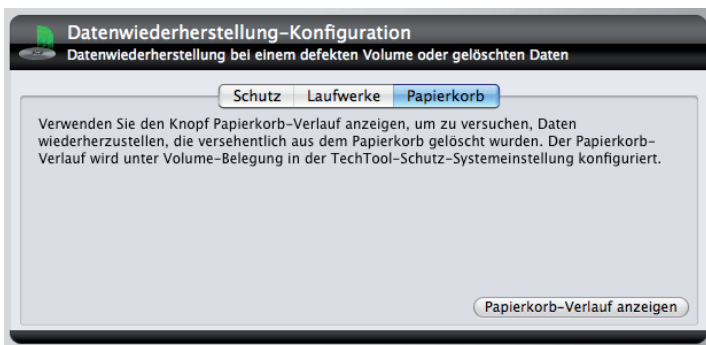 Datenwiederherstellung-Konfiguration
Datenwiederherstellung bei einem defekten Volume oder gelöschten Daten
Schutz Laufwerke Papierkorb
Verwenden Sie den Knopf Papierkorb-Verlauf anzeigen, um zu versuchen, Daten
wiederherzustellen, die versehentlich aus dem Papierkorb gelöscht wurden. Der Papierkorb-
Verlauf wird unter Volume-Belegung in der TechTool-Schutz-Systemeinstellung konfiguriert.
Papierkorb-Verlauf anzeigen